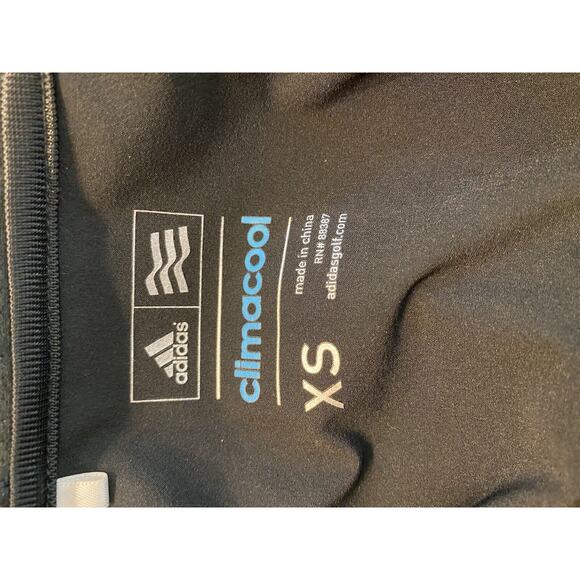 adidas
climacool
XS
made in china
RN# 88387
adidasgolf.com